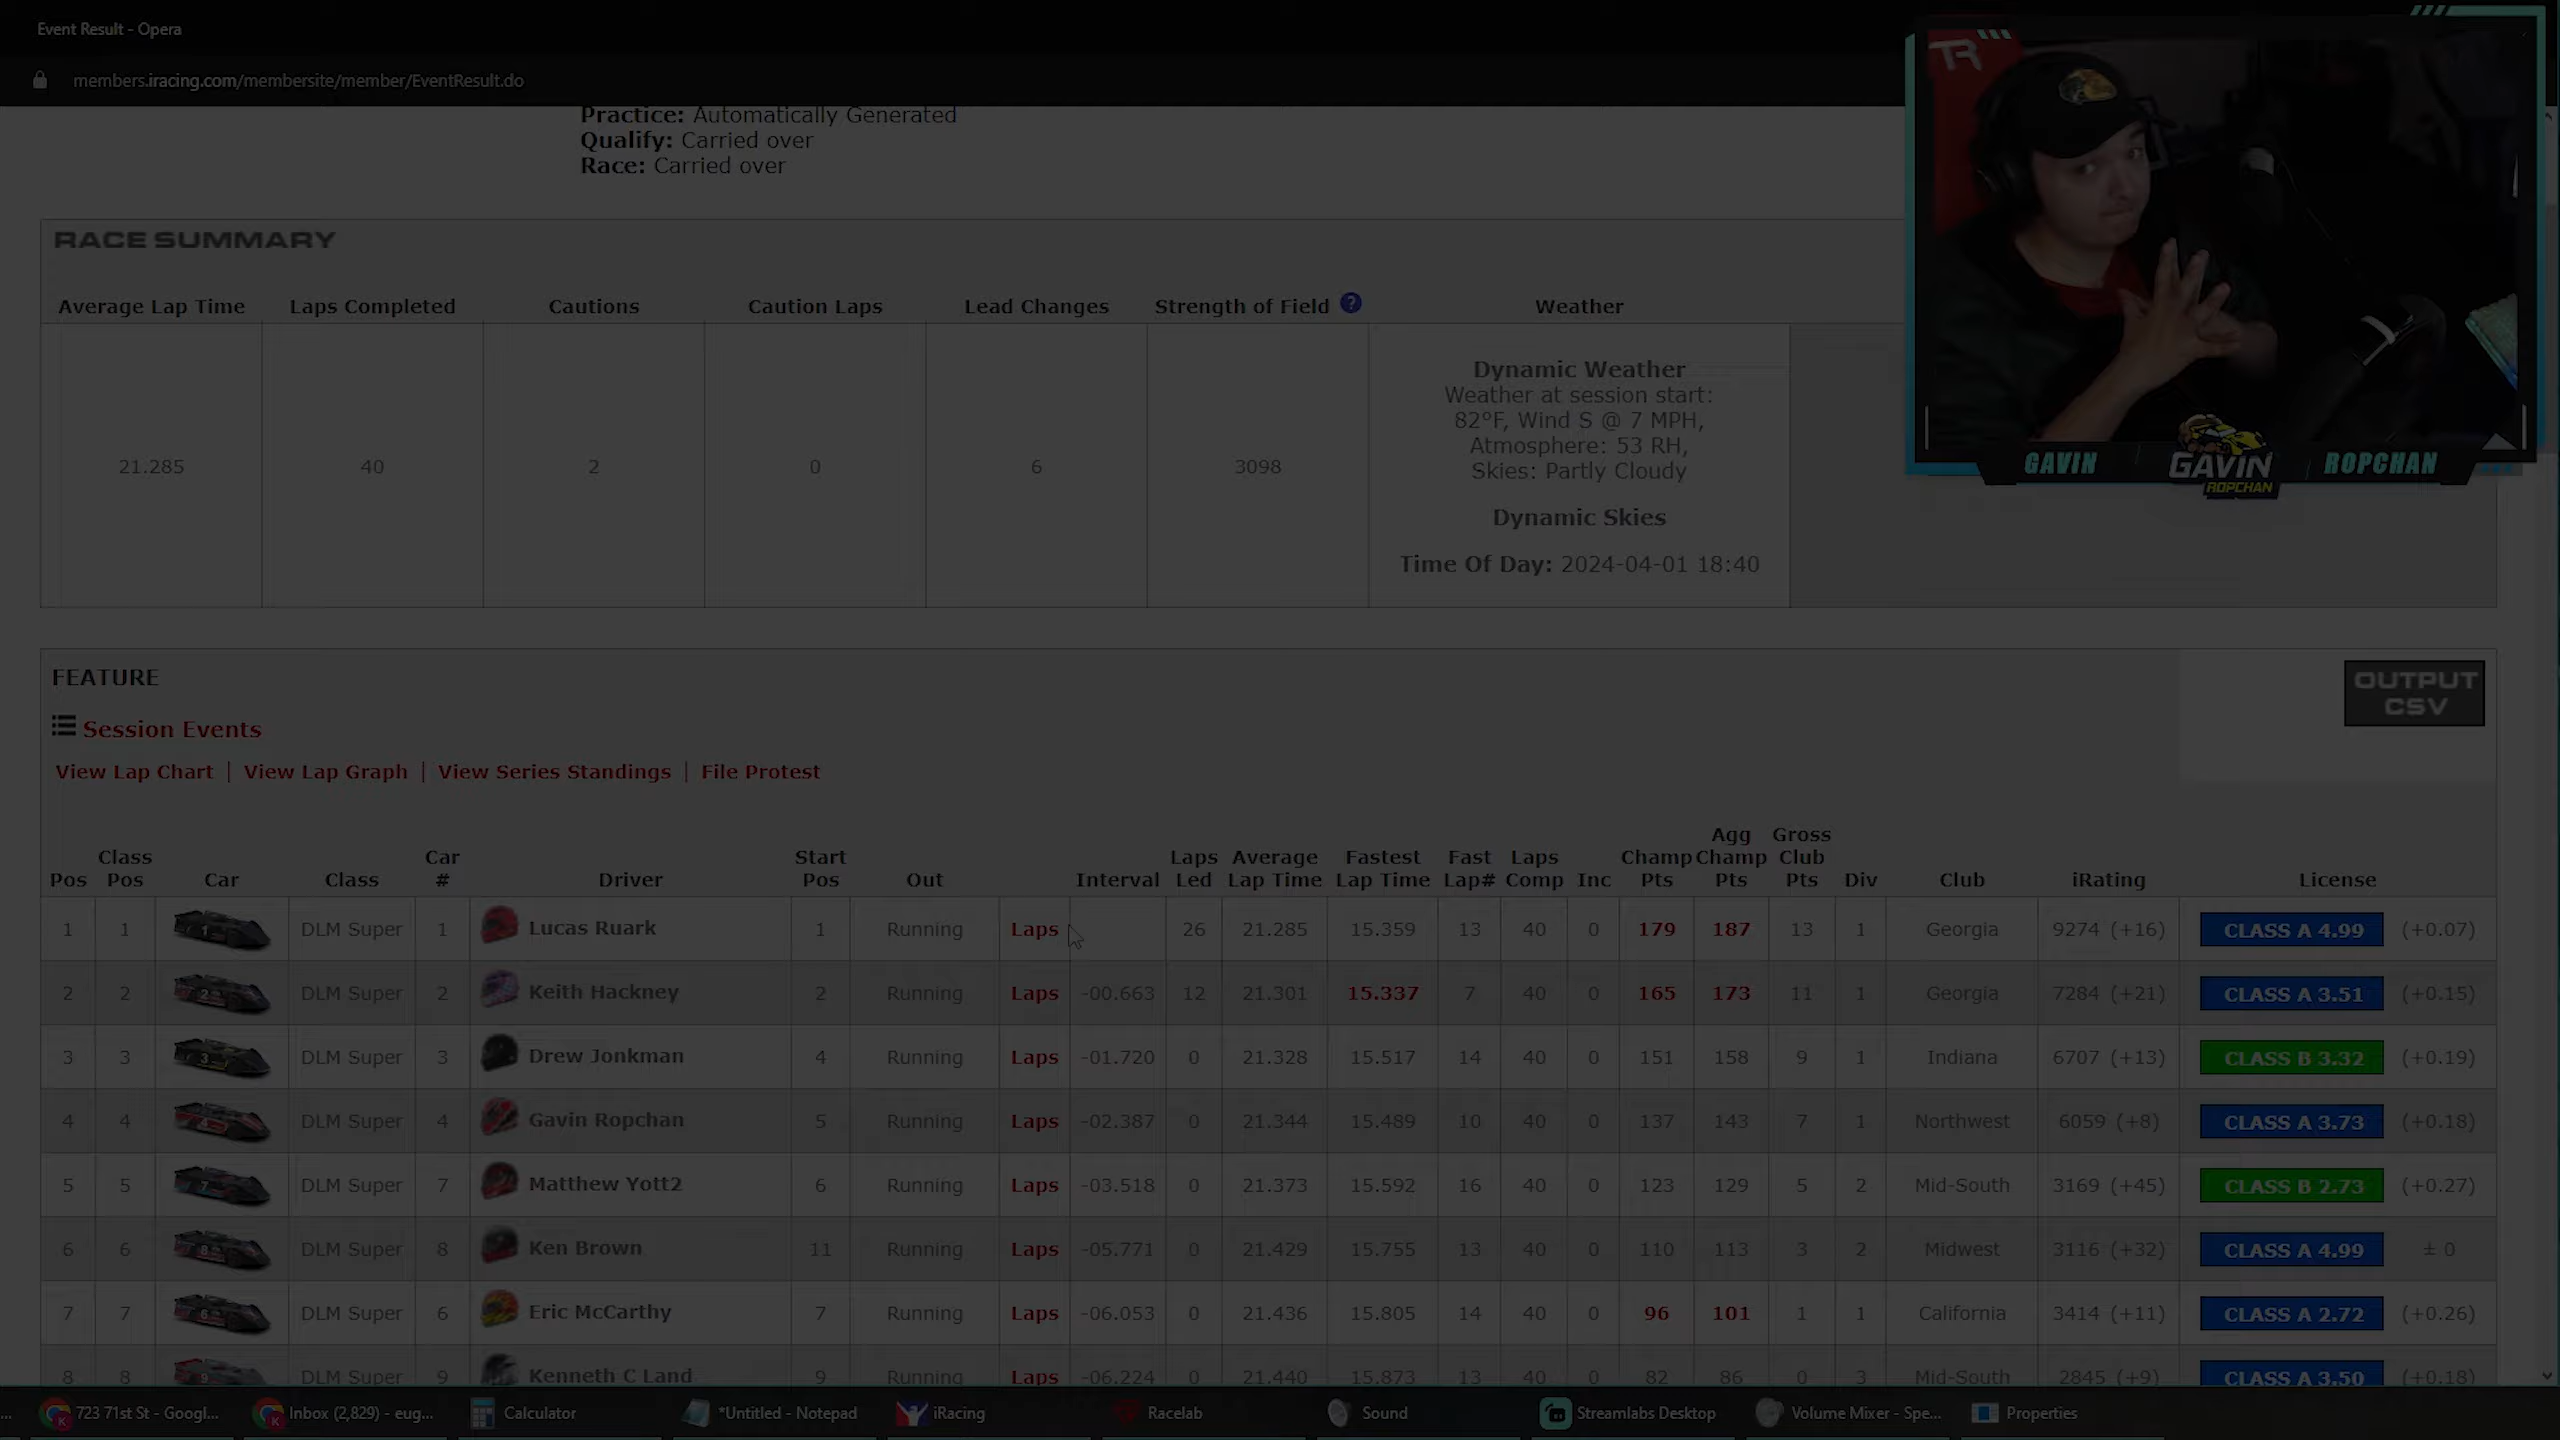 Event Result - Opera
members.iracing.com/membersite/member/EventResult.do
Practice: Automatically Generated
Qualify: Carried over
Race: Carried over
TR
GAVIN GAVIN ROPCHAN ROPCHAN
RACE SUMMARY
Average Lap Time Laps Completed Cautions Caution Laps Lead Changes Strength of Field ? Weather
21.285 40 2 0 6 3098
Dynamic Weather
Weather at session start:
82°F, Wind S @ 7 MPH,
Atmosphere: 53 RH,
Skies: Partly Cloudy
Dynamic Skies
Time Of Day: 2024-04-01 18:40
FEATURE
OUTPUT CSV
Session Events
View Lap Chart | View Lap Graph | View Series Standings | File Protest
Pos Class Pos Car Class Car # Driver Start Pos Out Interval Laps Led Average Lap Time Fastest Lap Time Fast Lap# Laps Comp Inc Champ Pts Agg Champ Pts Gross Club Pts Div Club iRating License
1 1 1 DLM Super 1 Lucas Ruark 1 Running Laps 26 21.285 15.359 13 40 0 179 187 13 1 Georgia 9274 (+16) CLASS A 4.99 (+0.07)
2 2 2 DLM Super 2 Keith Hackney 2 Running Laps -00.663 12 21.301 15.337 7 40 0 165 173 11 1 Georgia 7284 (+21) CLASS A 3.51 (+0.15)
3 3 3 DLM Super 3 Drew Jonkman 4 Running Laps -01.720 0 21.328 15.517 14 40 0 151 158 9 1 Indiana 6707 (+13) CLASS B 3.32 (+0.19)
4 4 DLM Super 4 Gavin Ropchan 5 Running Laps -02.387 0 21.344 15.489 10 40 0 137 143 7 1 Northwest 6059 (+8) CLASS A 3.73 (+0.18)
5 5 7 DLM Super 7 Matthew Yott2 6 Running Laps -03.518 0 21.373 15.592 16 40 0 123 129 5 2 Mid-South 3169 (+45) CLASS B 2.73 (+0.27)
6 6 8 DLM Super 8 Ken Brown 11 Running Laps -05.771 0 21.429 15.755 13 40 0 110 113 3 2 Midwest 3116 (+32) CLASS A 4.99 ± 0
7 7 6 DLM Super 6 Eric McCarthy 7 Running Laps -06.053 0 21.436 15.805 14 40 0 96 101 1 1 California 3414 (+11) CLASS A 2.72 (+0.26)
8 8 9 DLM Super 9 Kenneth C Land 9 Running Laps -06.224 0 21.440 15.873 13 40 0 82 86 0 3 Mid-South 2845 (+9) CLASS A 3.50 (+0.18)
... 723 71st St - Googl... Inbox (2,829) - eug... Calculator *Untitled - Notepad iRacing Racelab Sound Streamlabs Desktop Volume Mixer - Spe... Properties